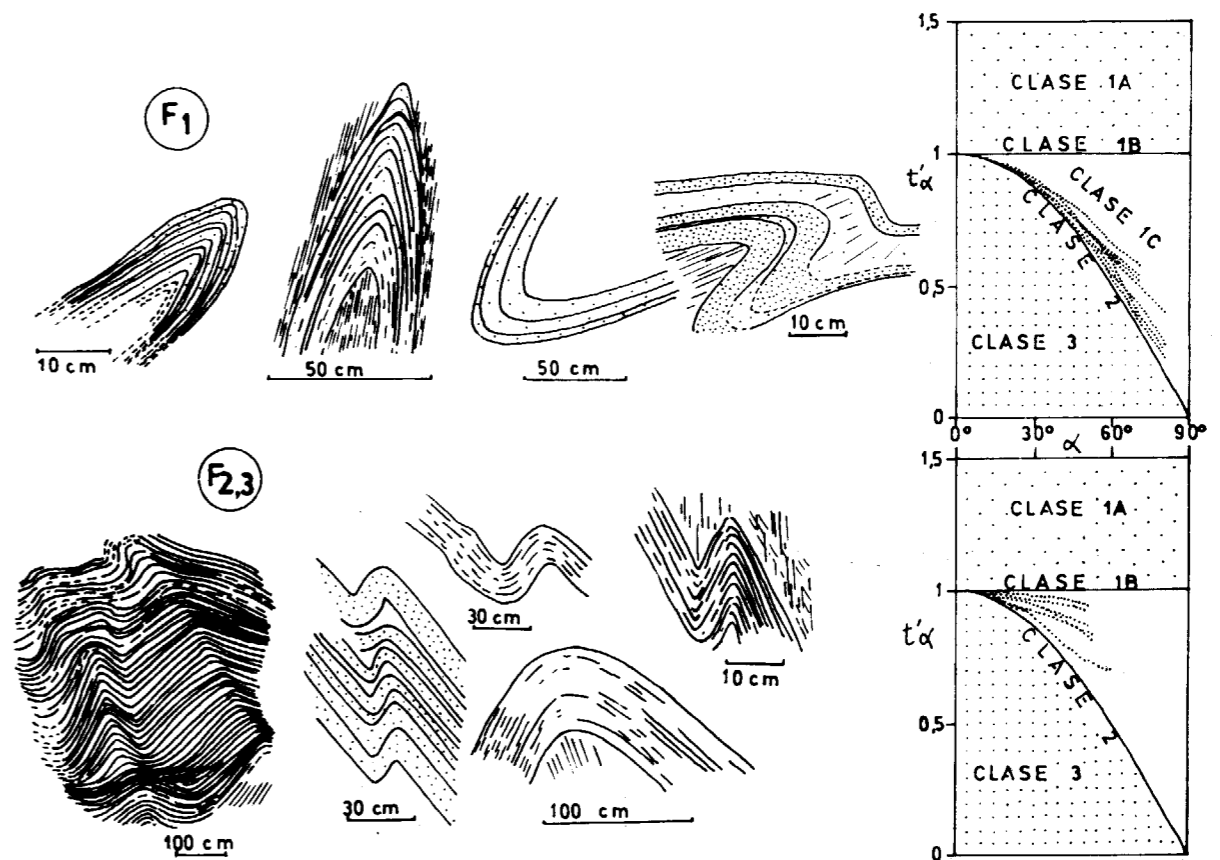 F1
10 cm
50 cm
50 cm
10 cm
1,5
CLASE 1A
CLASE 1B
1
t'α
CLASE 1C
CLASE 2
0,5
CLASE 3
0
0° 30° 60° 90°
α
F2,3
100 cm
30 cm
30 cm
100 cm
10 cm
1,5
CLASE 1A
CLASE 1B
1
t'α
CLASE 2
0,5
CLASE 3
0